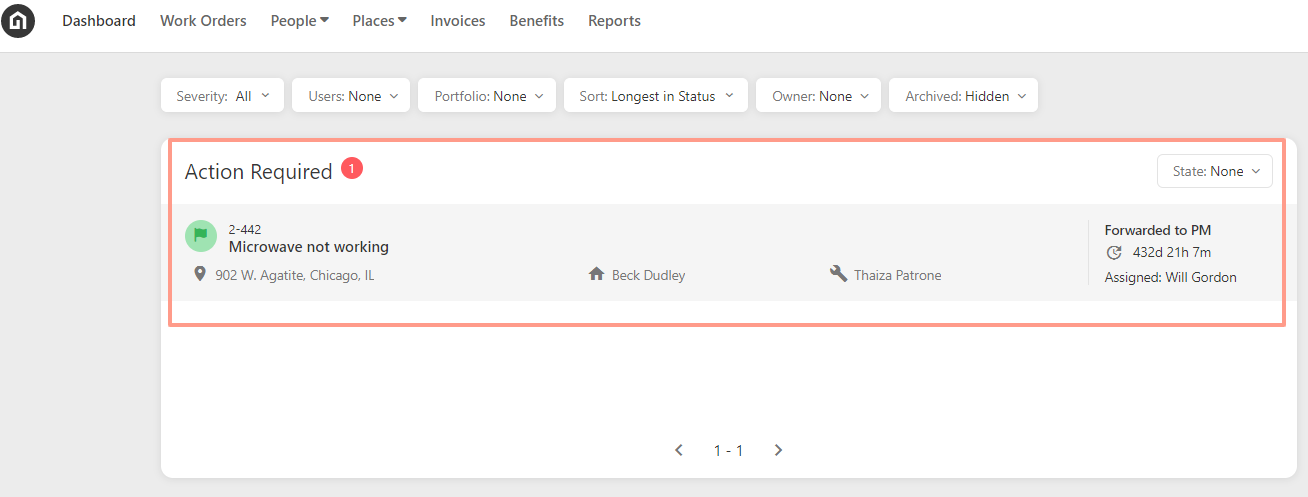 Dashboard Work Orders People Places Invoices Benefits Reports
Severity: All Users: None Portfolio: None Sort: Longest in Status Owner: None Archived: Hidden
Action Required 1 State: None
2-442 Forwarded to PM
Microwave not working 432d 21h 7m
902 W. Agatite, Chicago, IL Beck Dudley Thaiza Patrone Assigned: Will Gordon
1 - 1